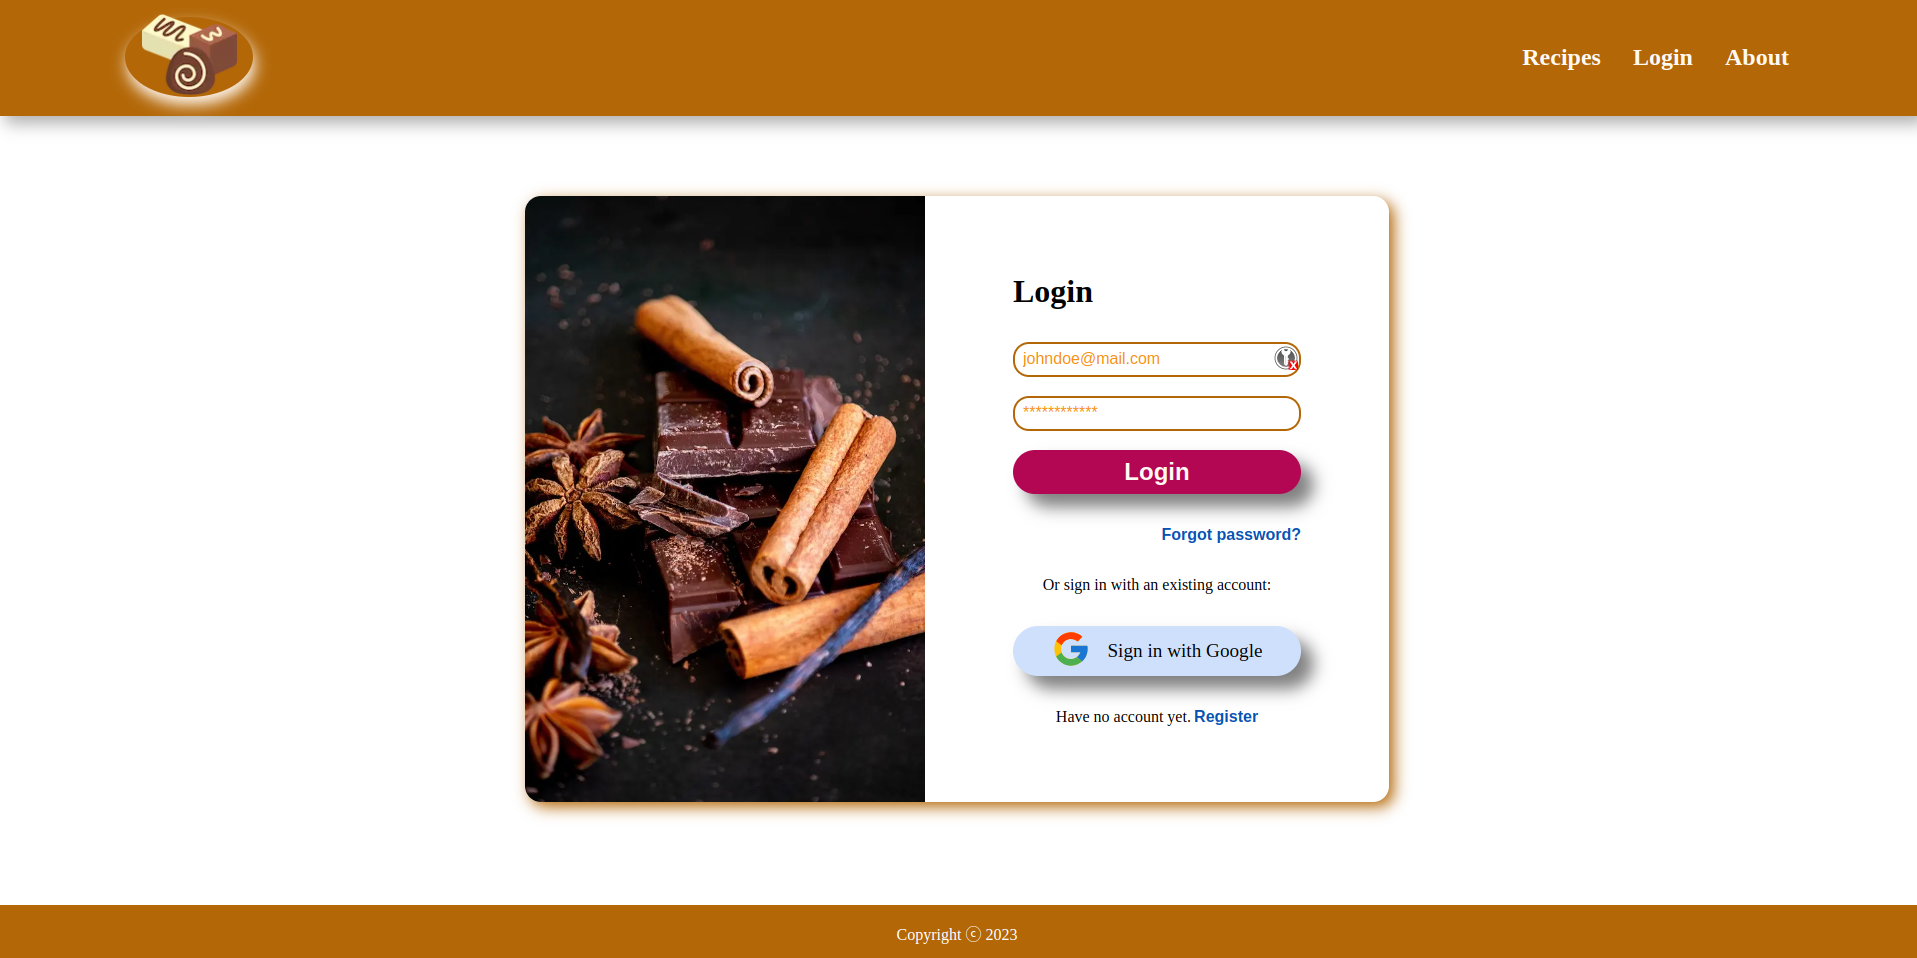 Recipes Login About
Login
johndoe@mail.com
************
Login
Forgot password?
Or sign in with an existing account:
Sign in with Google
Have no account yet. Register
Copyright ⓒ 2023